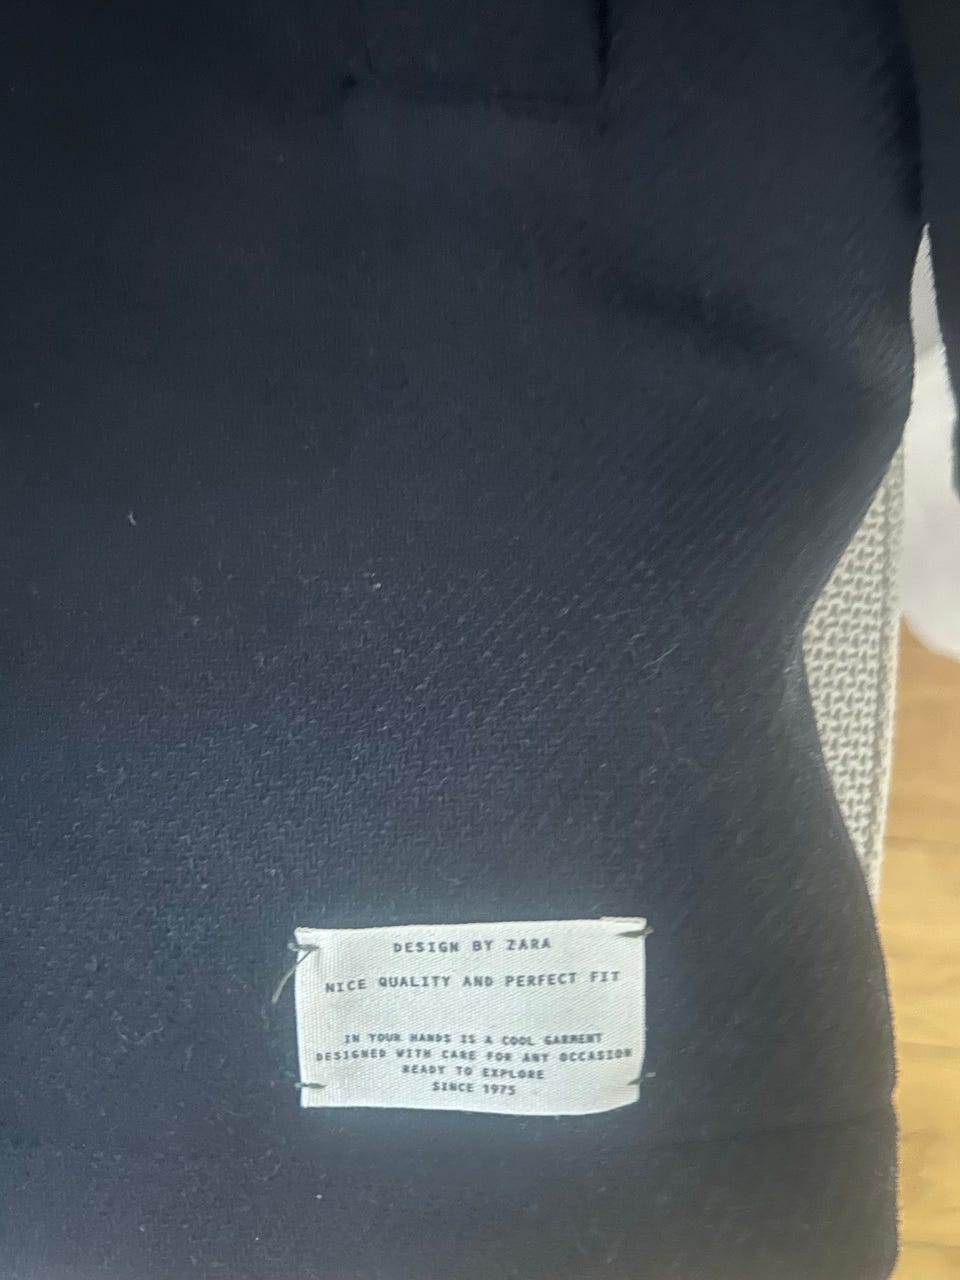 DESIGN BY ZARA
NICE QUALITY AND PERFECT FIT
IN YOUR HANDS IS A COOL GARMENT
DESIGNED WITH CARE FOR ANY OCCASION
READY TO EXPLORE
SINCE 1975